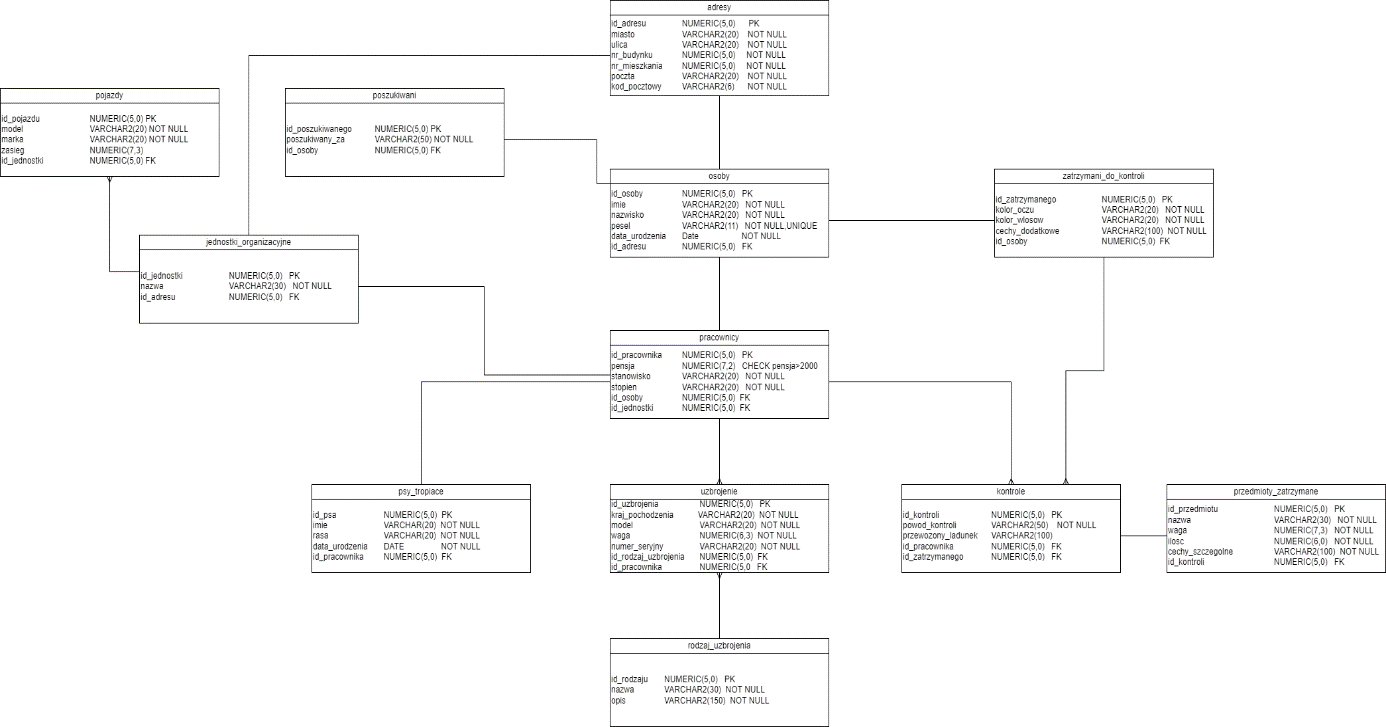 adresy
id_adresu NUMERIC(5,0) PK
miasto VARCHAR2(20) NOT NULL
ulica VARCHAR2(20) NOT NULL
nr_budynku NUMERIC(5,0) NOT NULL
nr_mieszkania NUMERIC(5,0) NOT NULL
poczta VARCHAR2(20) NOT NULL
kod_pocztowy VARCHAR2(6) NOT NULL
pojazdy
id_pojazdu NUMERIC(5,0) PK
model VARCHAR2(20) NOT NULL
marka VARCHAR2(20) NOT NULL
zasieg NUMERIC(7,3)
id_jednostki NUMERIC(5,0) FK
poszukiwani
id_poszukiwanego NUMERIC(5,0) PK
poszukiwany_za VARCHAR2(50) NOT NULL
id_osoby NUMERIC(5,0) FK
osoby
id_osoby NUMERIC(5,0) PK
imie VARCHAR2(20) NOT NULL
nazwisko VARCHAR2(20) NOT NULL
pesel VARCHAR2(11) NOT NULL,UNIQUE
data_urodzenia Date NOT NULL
id_adresu NUMERIC(5,0) FK
zatrzymani_do_kontroli
id_zatrzymanego NUMERIC(5,0) PK
kolor_oczu VARCHAR2(20) NOT NULL
kolor_wlosow VARCHAR2(20) NOT NULL
cechy_dodatkowe VARCHAR2(100) NOT NULL
id_osoby NUMERIC(5,0) FK
jednostki_organizacyjne
id_jednostki NUMERIC(5,0) PK
nazwa VARCHAR2(30) NOT NULL
id_adresu NUMERIC(5,0) FK
pracownicy
id_pracownika NUMERIC(5,0) PK
pensja NUMERIC(7,2) CHECK pensja>2000
stanowisko VARCHAR2(20) NOT NULL
stopien VARCHAR2(20) NOT NULL
id_osoby NUMERIC(5,0) FK
id_jednostki NUMERIC(5,0) FK
psy_tropiace
id_psa NUMERIC(5,0) PK
imie VARCHAR(20) NOT NULL
rasa VARCHAR(20) NOT NULL
data_urodzenia DATE NOT NULL
id_pracownika NUMERIC(5,0) FK
uzbrojenie
id_uzbrojenia NUMERIC(5,0) PK
kraj_pochodzenia VARCHAR2(20) NOT NULL
model VARCHAR2(20) NOT NULL
waga NUMERIC(6,3) NOT NULL
numer_seryjny VARCHAR2(20) NOT NULL
id_rodzaj_uzbrojenia NUMERIC(5,0) FK
id_pracownika NUMERIC(5,0 FK
kontrole
id_kontroli NUMERIC(5,0) PK
powod_kontroli VARCHAR2(50) NOT NULL
przewozony_ladunek VARCHAR2(100)
id_pracownika NUMERIC(5,0) FK
id_zatrzymanego NUMERIC(5,0) FK
przedmioty_zatrzymane
id_przedmiotu NUMERIC(5,0) PK
nazwa VARCHAR2(30) NOT NULL
waga NUMERIC(7,3) NOT NULL
ilosc NUMERIC(6,0) NOT NULL
cechy_szczegolne VARCHAR2(100) NOT NULL
id_kontroli NUMERIC(5,0) FK
rodzaj_uzbrojenia
id_rodzaju NUMERIC(5,0) PK
nazwa VARCHAR2(30) NOT NULL
opis VARCHAR2(150) NOT NULL